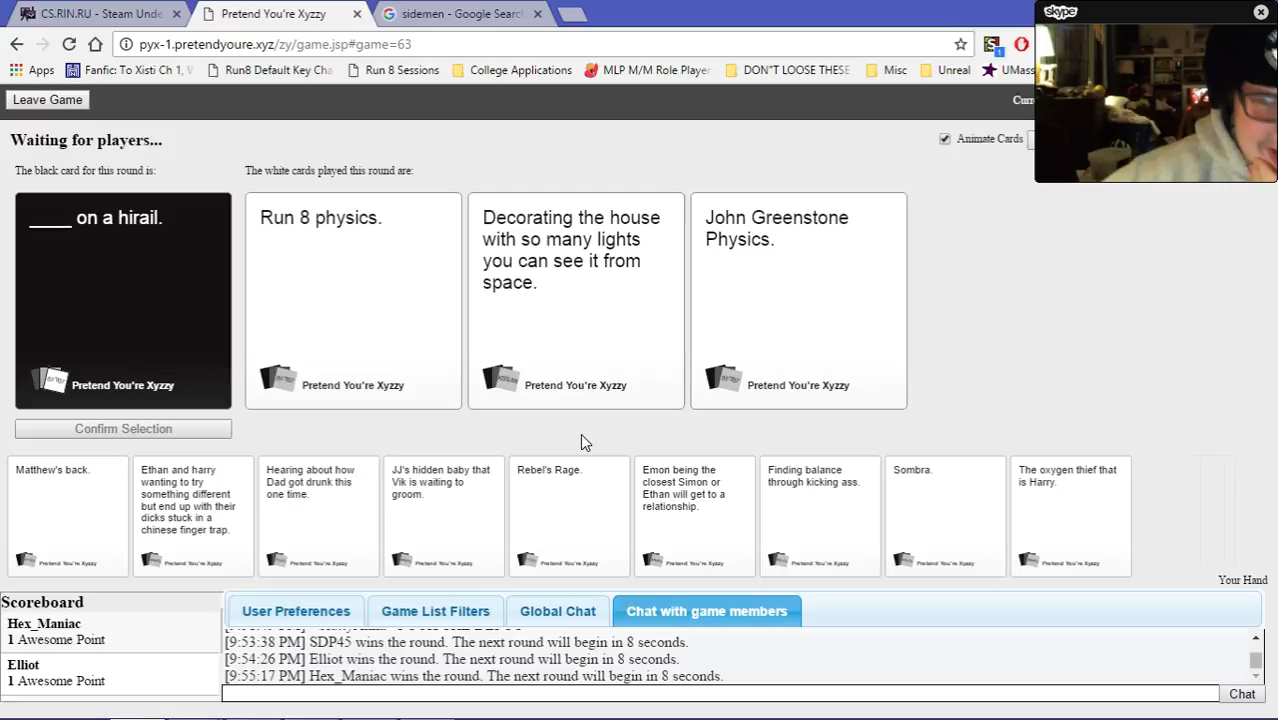 CS.RIN.RU - Steam Unde
Pretend You're Xyzzy
sidemen - Google Searc
pyx-1.pretendyoure.xyz/zy/game.jsp#game=63
Apps
Fanfic: To Xisti Ch 1,
Run8 Default Key Cha
Run 8 Sessions
College Applications
MLP M/M Role Player
DON"T LOOSE THESE
Misc
Unreal
UMass
skype
Leave Game
Curr
Waiting for players...
Animate Cards
The black card for this round is:
The white cards played this round are:
____ on a hirail.
Pretend You're Xyzzy
Run 8 physics.
Pretend You're Xyzzy
Decorating the house
with so many lights
you can see it from
space.
Pretend You're Xyzzy
John Greenstone
Physics.
Pretend You're Xyzzy
Confirm Selection
Matthew's back.
Pretend You're Xyzzy
Ethan and harry
wanting to try
something different
but end up with their
dicks stuck in a
chinese finger trap.
Pretend You're Xyzzy
Hearing about how
Dad got drunk this
one time.
Pretend You're Xyzzy
JJ's hidden baby that
Vik is waiting to
groom.
Pretend You're Xyzzy
Rebel's Rage.
Pretend You're Xyzzy
Emon being the
closest Simon or
Ethan will get to a
relationship.
Pretend You're Xyzzy
Finding balance
through kicking ass.
Pretend You're Xyzzy
Sombra.
Pretend You're Xyzzy
The oxygen thief that
is Harry.
Pretend You're Xyzzy
Your Hand
Scoreboard
Hex_Maniac
1 Awesome Point
Elliot
1 Awesome Point
User Preferences
Game List Filters
Global Chat
Chat with game members
[9:53:38 PM] SDP45 wins the round. The next round will begin in 8 seconds.
[9:54:26 PM] Elliot wins the round. The next round will begin in 8 seconds.
[9:55:17 PM] Hex_Maniac wins the round. The next round will begin in 8 seconds.
Chat